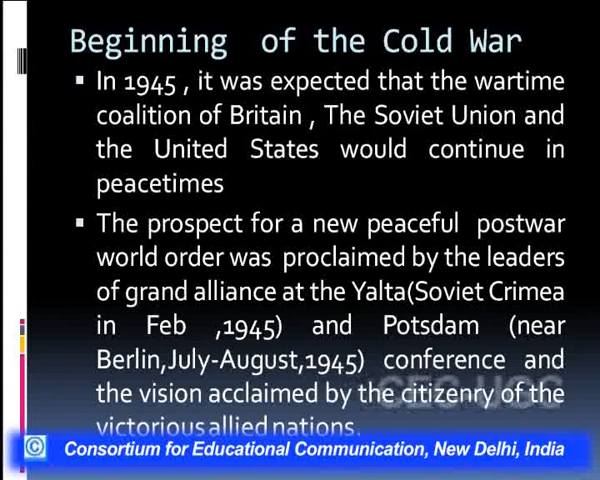 Beginning of the Cold War
▪ In 1945 , it was expected that the wartime
coalition of Britain , The Soviet Union and
the United States would continue in
peacetimes
▪ The prospect for a new peaceful postwar
world order was proclaimed by the leaders
of grand alliance at the Yalta(Soviet Crimea
in Feb ,1945) and Potsdam (near
Berlin,July-August,1945) conference and
the vision acclaimed by the citizenry of the
victorious allied nations.
CEC-UGC
© Consortium for Educational Communication, New Delhi, India